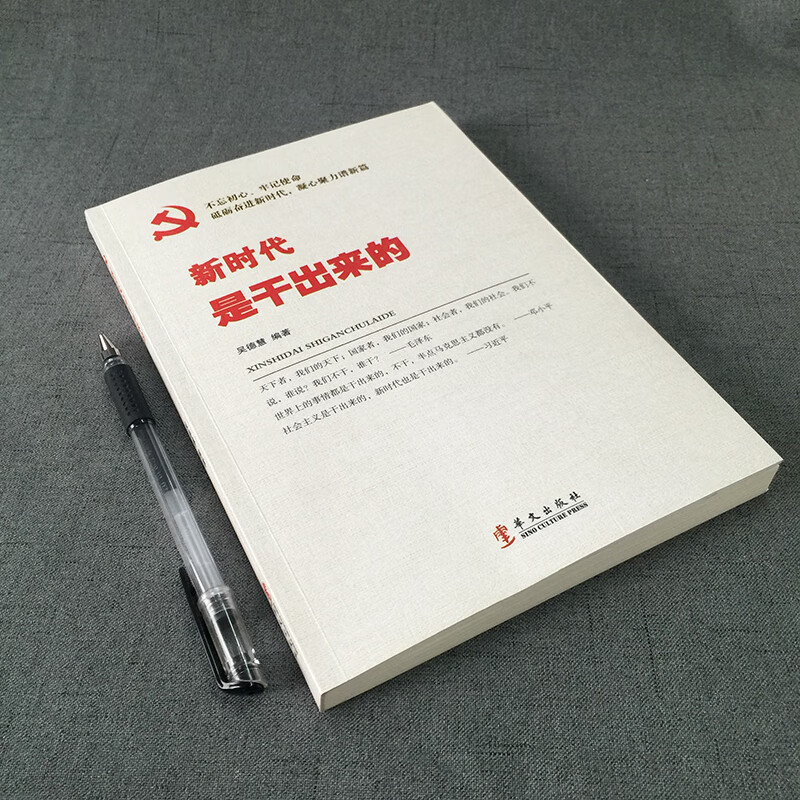 不忘初心、牢记使命
砥砺奋进新时代，凝心聚力谱新篇
新时代
是干出来的
吴德慧 编著
XINSHIDAI SHIGANCHULAIDE
天下者，我们的天下；国家者，我们的国家；社会者，我们的社会。我们不
说，谁说？我们不干，谁干？ ——毛泽东
世界上的事情都是干出来的，不干，半点马克思主义都没有。 ——邓小平
社会主义是干出来的，新时代也是干出来的。 ——习近平
华文出版社
SINO CULTURE PRESS